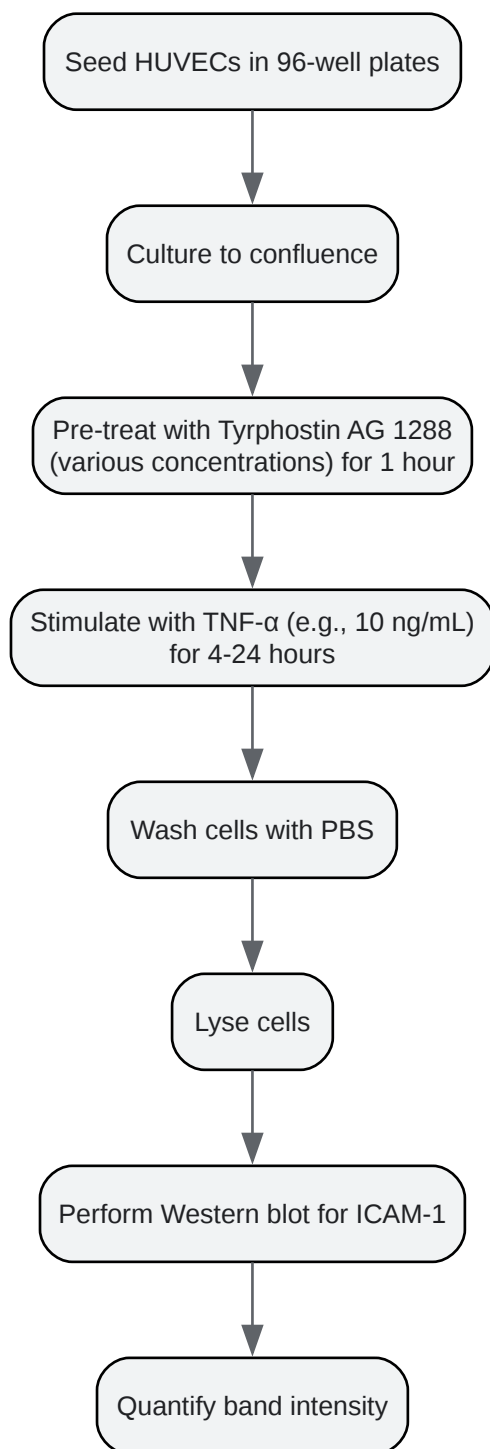 Seed HUVECs in 96-well plates
Culture to confluence
Pre-treat with Tyrphostin AG 1288
(various concentrations) for 1 hour
Stimulate with TNF-α (e.g., 10 ng/mL)
for 4-24 hours
Wash cells with PBS
Lyse cells
Perform Western blot for ICAM-1
Quantify band intensity